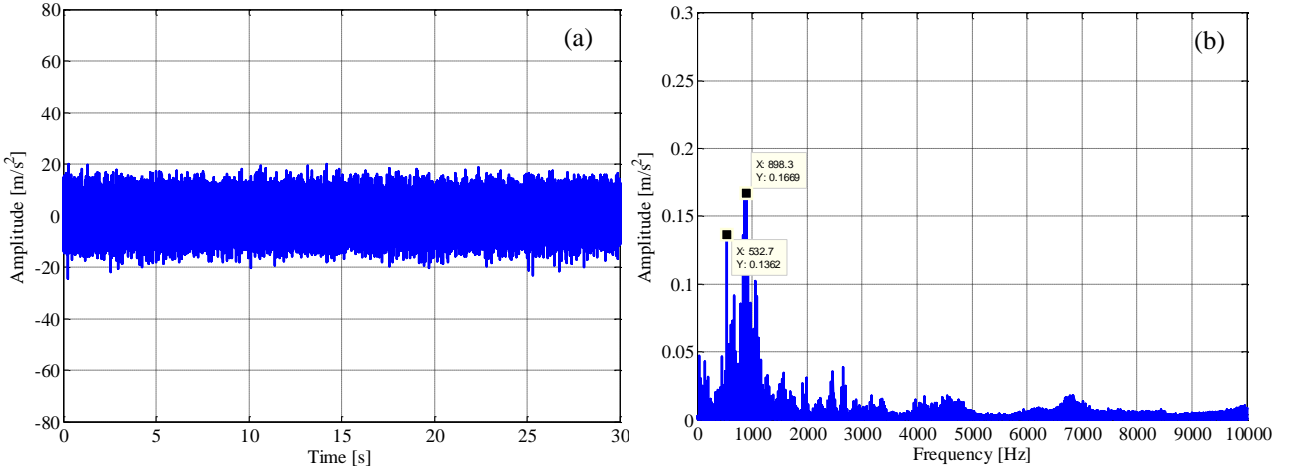 (a)
Amplitude [m/s²]
80
60
40
20
0
-20
-40
-60
-80
0 5 10 15 20 25 30
Time [s]
(b)
Amplitude [m/s²]
0.3
0.25
0.2
0.15
0.1
0.05
0
X: 898.3
Y: 0.1669
X: 532.7
Y: 0.1362
0 1000 2000 3000 4000 5000 6000 7000 8000 9000 10000
Frequency [Hz]